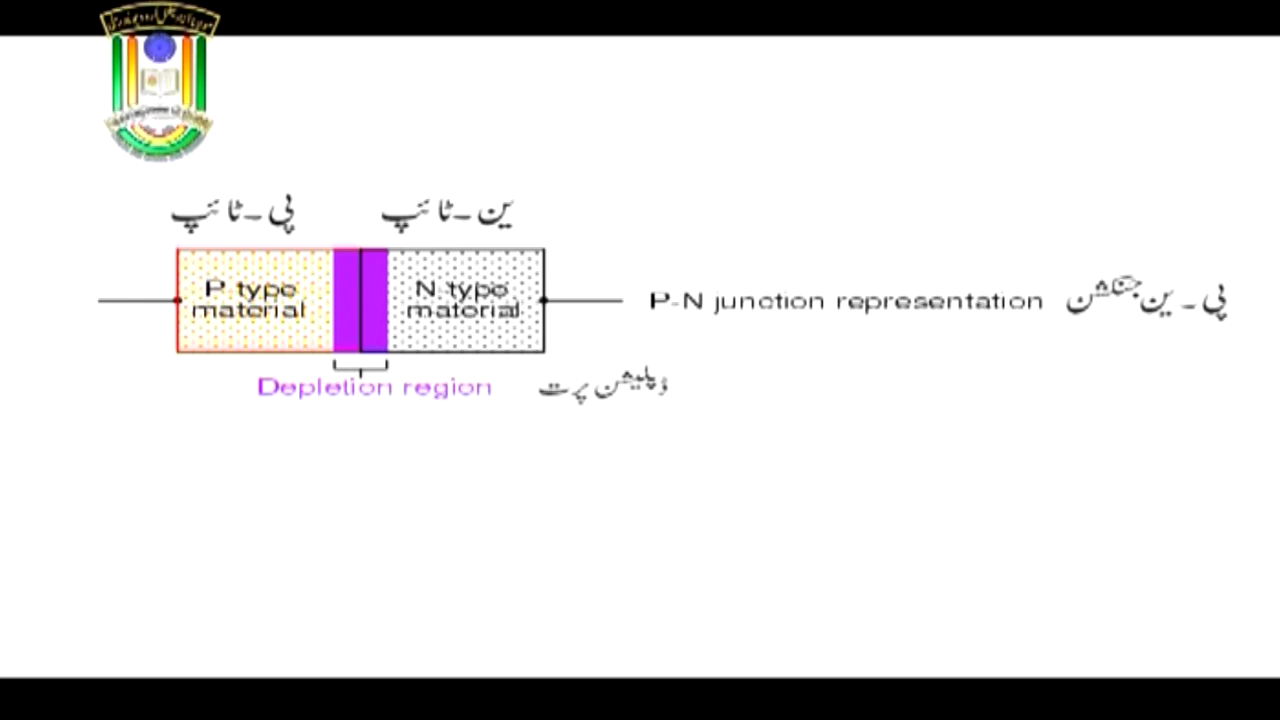 پی۔ٹائپ
ین۔ٹائپ
P type
material
N type
material
P-N junction representation
پی۔ین جنکشن
Depletion region
ڈپلیشن پرت